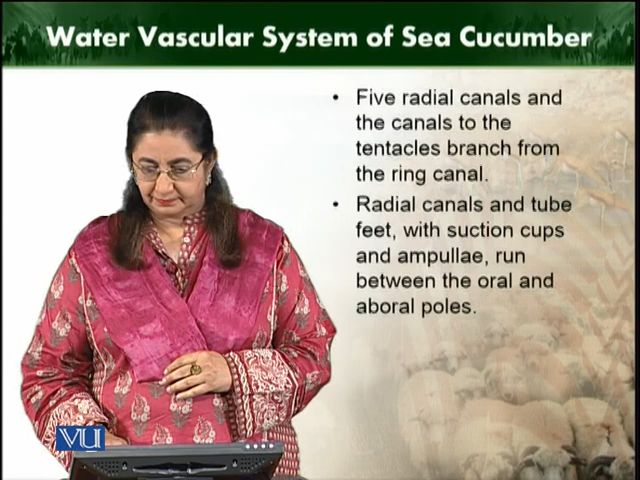 Water Vascular System of Sea Cucumber
• Five radial canals and
the canals to the
tentacles branch from
the ring canal.
• Radial canals and tube
feet, with suction cups
and ampullae, run
between the oral and
aboral poles.
VU